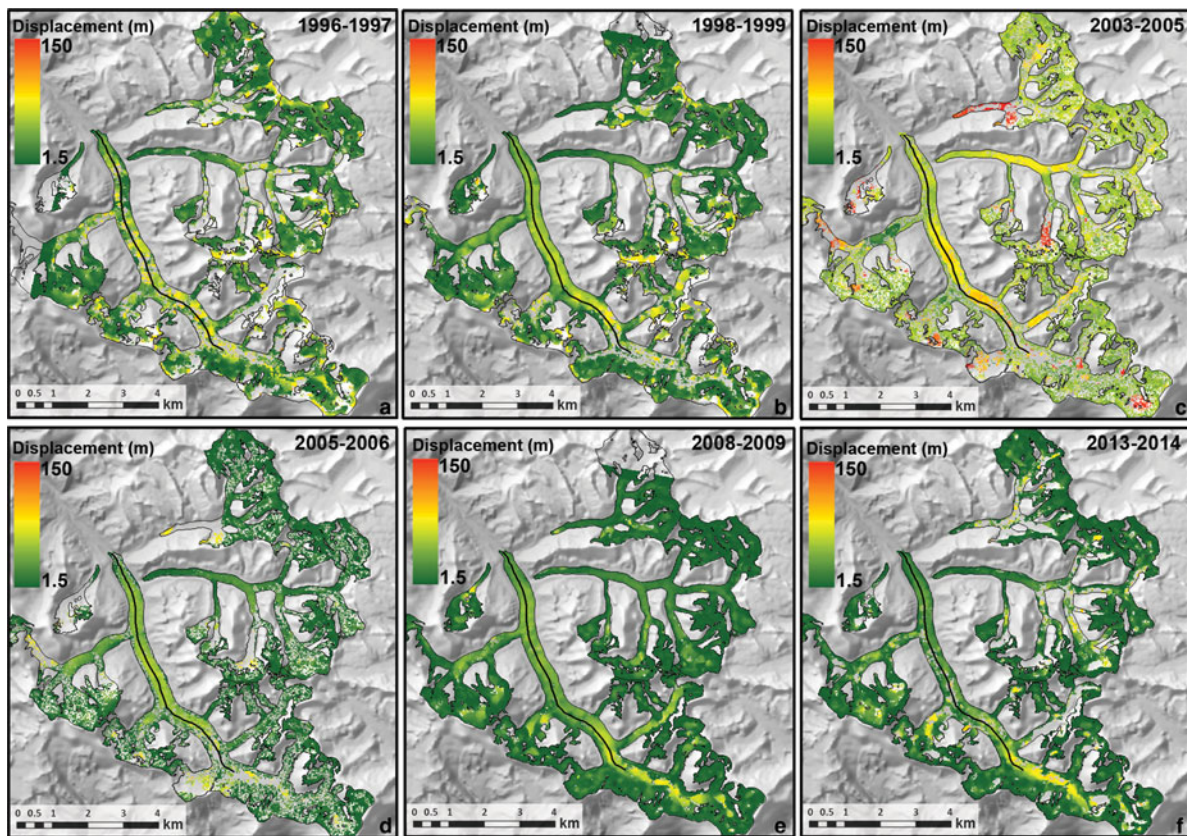 Displacement (m) 1996-1997
150
1.5
0 0.5 1 2 3 4
km
a
Displacement (m) 1998-1999
150
1.5
0 0.5 1 2 3 4
km
b
Displacement (m) 2003-2005
150
1.5
0 0.5 1 2 3 4
km
c
Displacement (m) 2005-2006
150
1.5
0 0.5 1 2 3 4
km
d
Displacement (m) 2008-2009
150
1.5
0 0.5 1 2 3 4
km
e
Displacement (m) 2013-2014
150
1.5
0 0.5 1 2 3 4
km
f